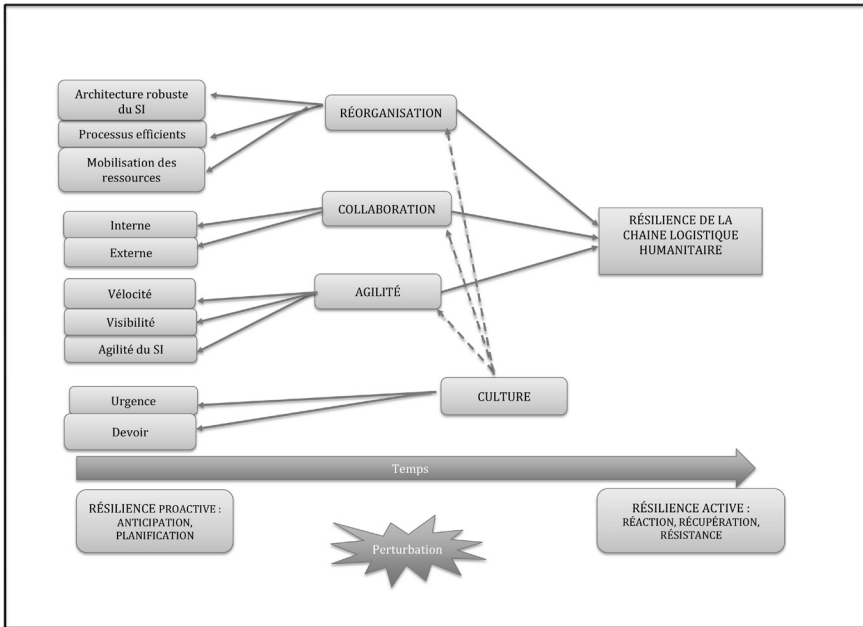 Architecture robuste
du SI
Processus efficients
Mobilisation des
ressources
RÉORGANISATION
Interne
Externe
COLLABORATION
RÉSILIENCE DE LA
CHAINE LOGISTIQUE
HUMANITAIRE
Vélocité
Visibilité
Agilité du SI
AGILITÉ
Urgence
Devoir
CULTURE
Temps
RÉSILIENCE PROACTIVE :
ANTICIPATION,
PLANIFICATION
Perturbation
RÉSILIENCE ACTIVE :
RÉACTION, RÉCUPÉRATION,
RÉSISTANCE